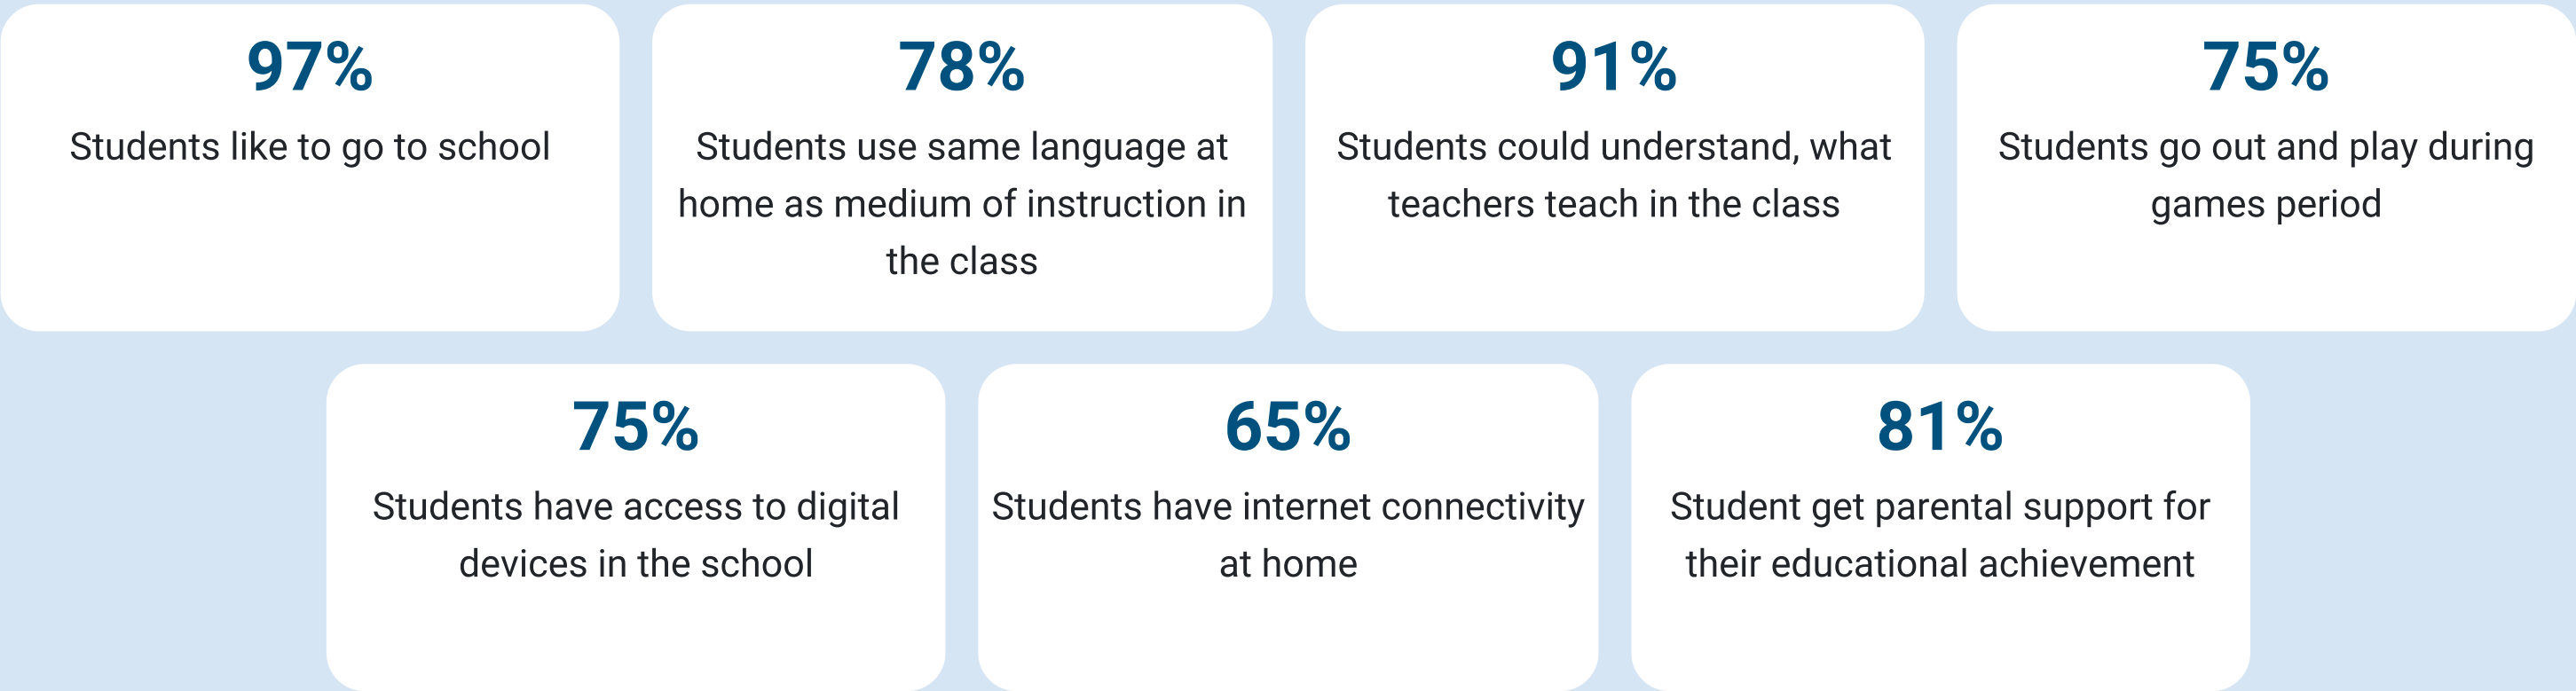 97%
Students like to go to school
78%
Students use same language at
home as medium of instruction in
the class
91%
Students could understand, what
teachers teach in the class
75%
Students go out and play during
games period
75%
Students have access to digital
devices in the school
65%
Students have internet connectivity
at home
81%
Student get parental support for
their educational achievement